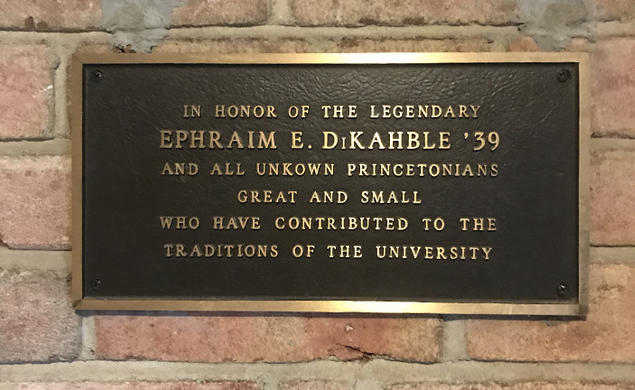 IN HONOR OF THE LEGENDARY
EPHRAIM E. DiKAHBLE '39
AND ALL UNKOWN PRINCETONIANS
GREAT AND SMALL
WHO HAVE CONTRIBUTED TO THE
TRADITIONS OF THE UNIVERSITY